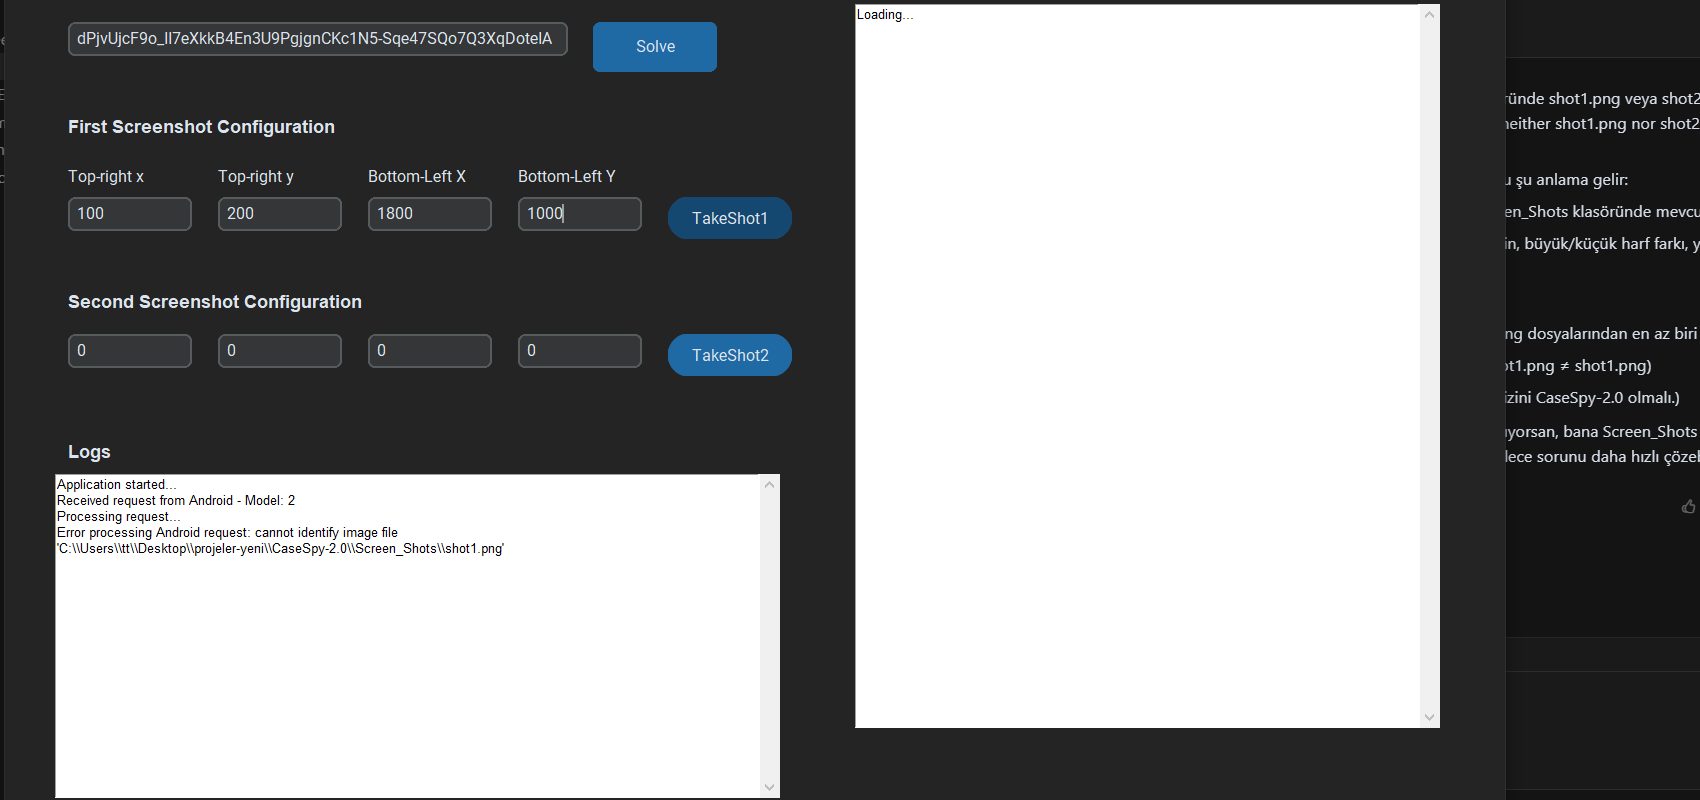 dPjvUjcF9o_Il7eXkkB4En3U9PgjgnCKc1N5-Sqe47SQo7Q3XqDotelA
Solve
First Screenshot Configuration
Top-right x
Top-right y
Bottom-Left X
Bottom-Left Y
100
200
1800
1000
TakeShot1
Second Screenshot Configuration
0
0
0
0
TakeShot2
Logs
Application started...
Received request from Android - Model: 2
Processing request...
Error processing Android request: cannot identify image file
'C:\\Users\\tt\\Desktop\\projeler-yeni\\CaseSpy-2.0\\Screen_Shots\\shot1.png'
Loading...
ründe shot1.png veya shot2
neither shot1.png nor shot2
u şu anlama gelir:
en_Shots klasöründe mevcu
in, büyük/küçük harf farkı, y
ng dosyalarından en az biri
ot1.png ≠ shot1.png)
izini CaseSpy-2.0 olmalı.)
ıyorsan, bana Screen_Shots
lece sorunu daha hızlı çözeb